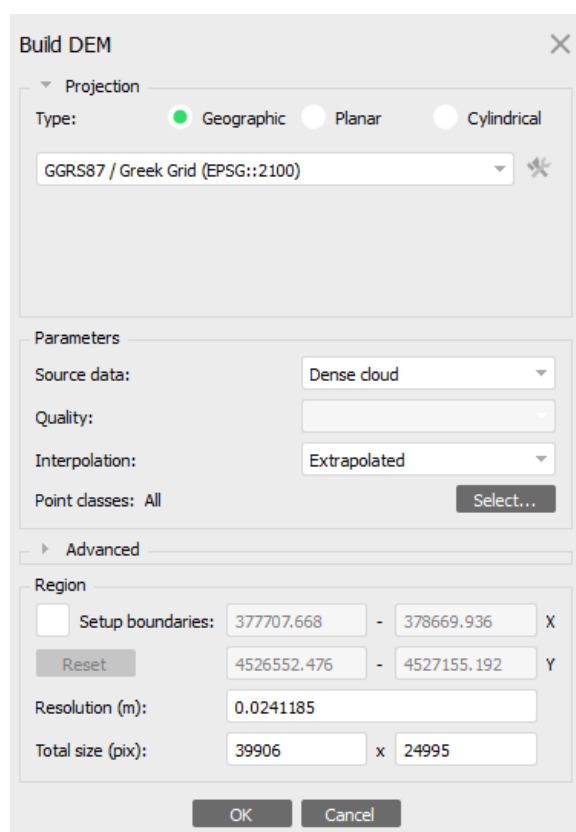 Build DEM
Projection
Type: Geographic Planar Cylindrical
GGRS87 / Greek Grid (EPSG::2100)
Parameters
Source data: Dense cloud
Quality:
Interpolation: Extrapolated
Point classes: All Select...
Advanced
Region
Setup boundaries: 377707.668 - 378669.936 X
Reset 4526552.476 - 4527155.192 Y
Resolution (m): 0.0241185
Total size (pix): 39906 x 24995
OK Cancel